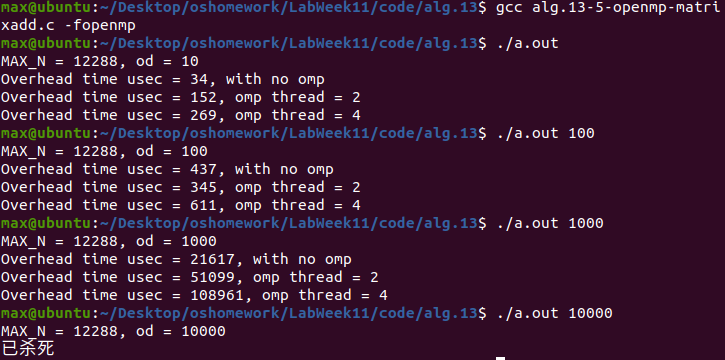 max@ubuntu:~/Desktop/oshomework/LabWeek11/code/alg.13$ gcc alg.13-5-openmp-matri
xadd.c -fopenmp
max@ubuntu:~/Desktop/oshomework/LabWeek11/code/alg.13$ ./a.out
MAX_N = 12288, od = 10
Overhead time usec = 34, with no omp
Overhead time usec = 152, omp thread = 2
Overhead time usec = 269, omp thread = 4
max@ubuntu:~/Desktop/oshomework/LabWeek11/code/alg.13$ ./a.out 100
MAX_N = 12288, od = 100
Overhead time usec = 437, with no omp
Overhead time usec = 345, omp thread = 2
Overhead time usec = 611, omp thread = 4
max@ubuntu:~/Desktop/oshomework/LabWeek11/code/alg.13$ ./a.out 1000
MAX_N = 12288, od = 1000
Overhead time usec = 21617, with no omp
Overhead time usec = 51099, omp thread = 2
Overhead time usec = 108961, omp thread = 4
max@ubuntu:~/Desktop/oshomework/LabWeek11/code/alg.13$ ./a.out 10000
MAX_N = 12288, od = 10000
已杀死